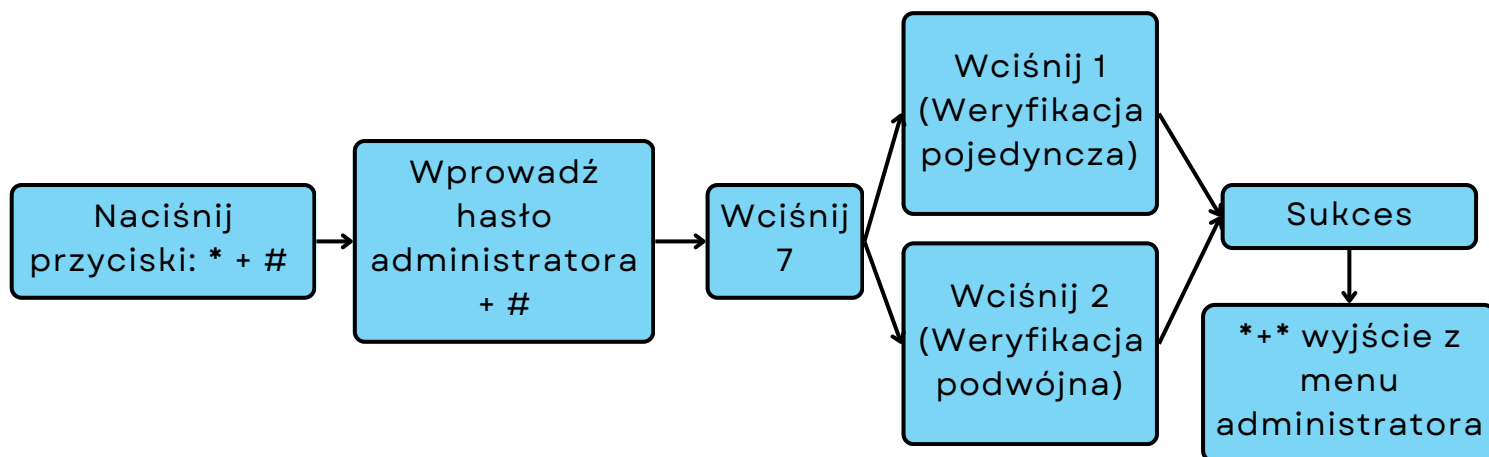 Naciśnij
przyciski: * + #
Wprowadź
hasło
administratora
+ #
Wciśnij
7
Wciśnij 1
(Weryfikacja
pojedyncza)
Wciśnij 2
(Weryfikacja
podwójna)
Sukces
*+* wyjście z
menu
administratora